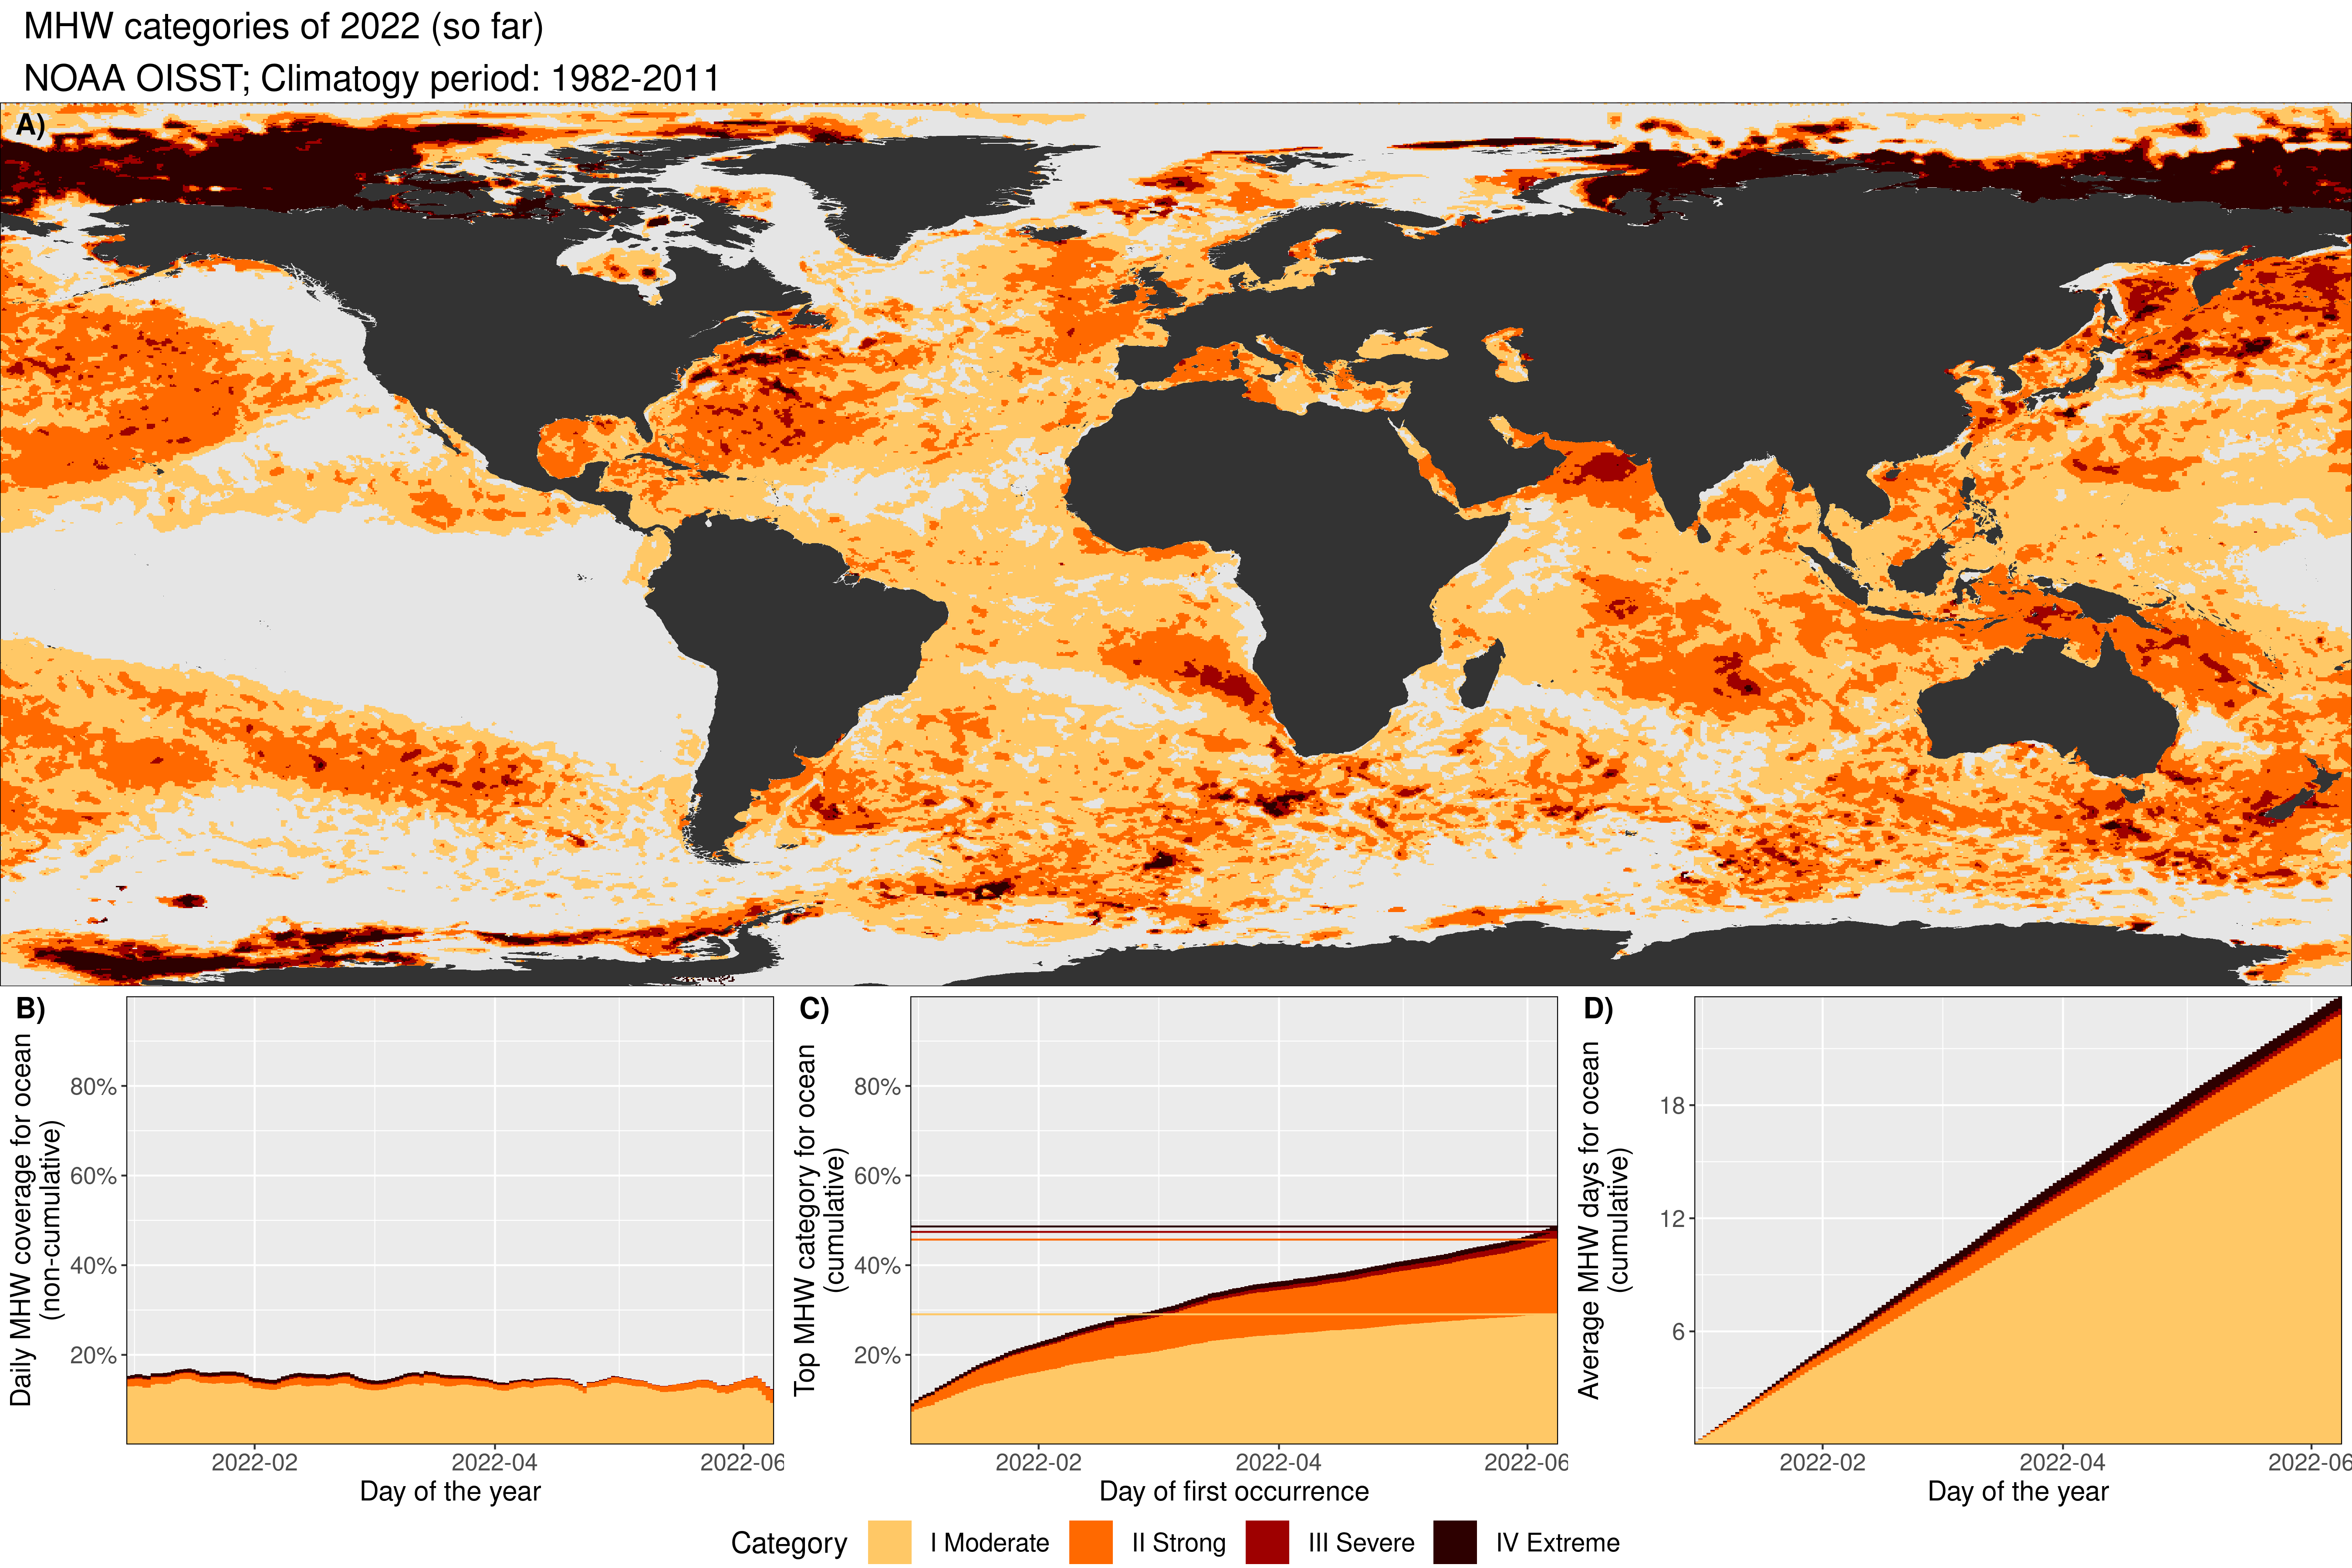 MHW categories of 2022 (so far)
NOAA OISST; Climatogy period: 1982-2011
A)
B)
Daily MHW coverage for ocean
(non-cumulative)
80%
60%
40%
20%
2022-02
2022-04
2022-06
Day of the year
C)
Top MHW category for ocean
(cumulative)
80%
60%
40%
20%
2022-02
2022-04
2022-06
Day of first occurrence
D)
Average MHW days for ocean
(cumulative)
18
12
6
2022-02
2022-04
2022-06
Day of the year
Category
I Moderate
II Strong
III Severe
IV Extreme